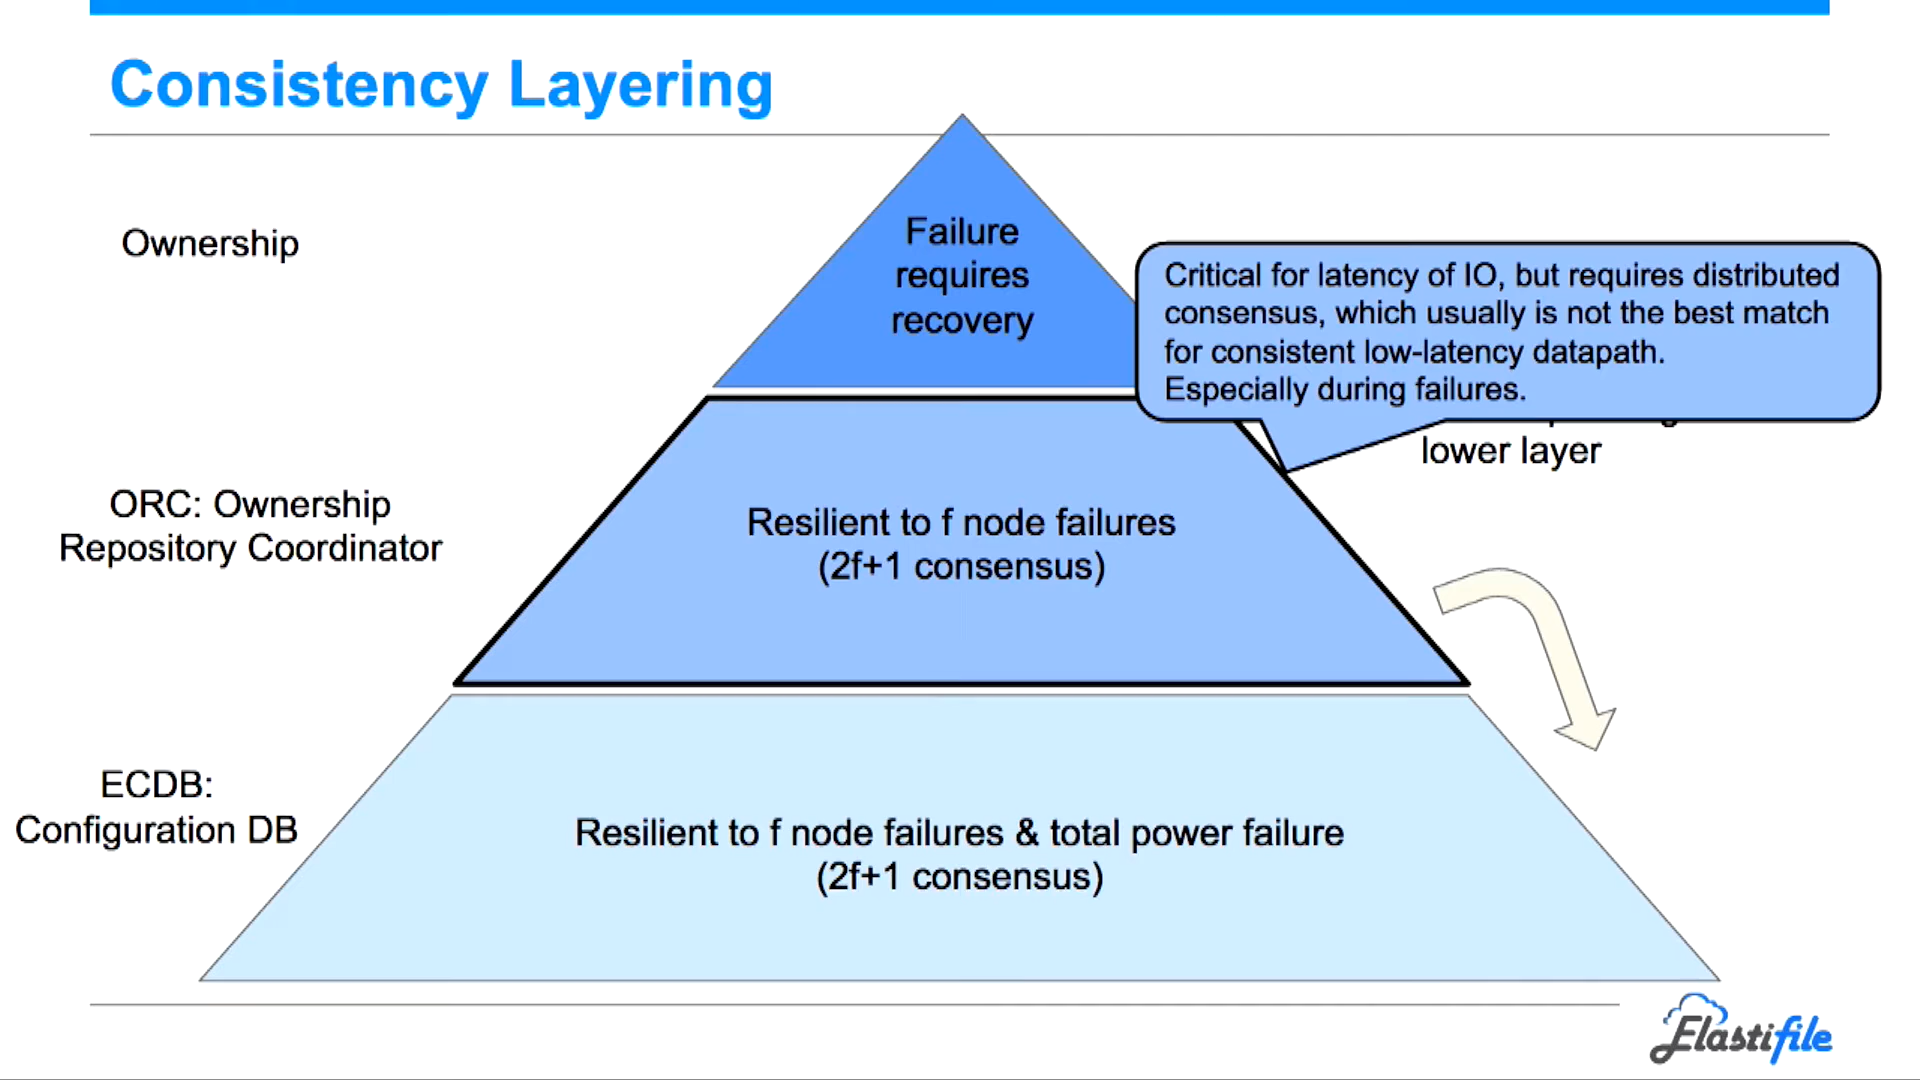 Consistency Layering
Ownership
Failure
requires
recovery
Critical for latency of IO, but requires distributed
consensus, which usually is not the best match
for consistent low-latency datapath.
Especially during failures.
lower layer
ORC: Ownership
Repository Coordinator
Resilient to f node failures
(2f+1 consensus)
ECDB:
Configuration DB
Resilient to f node failures & total power failure
(2f+1 consensus)
Elastifile